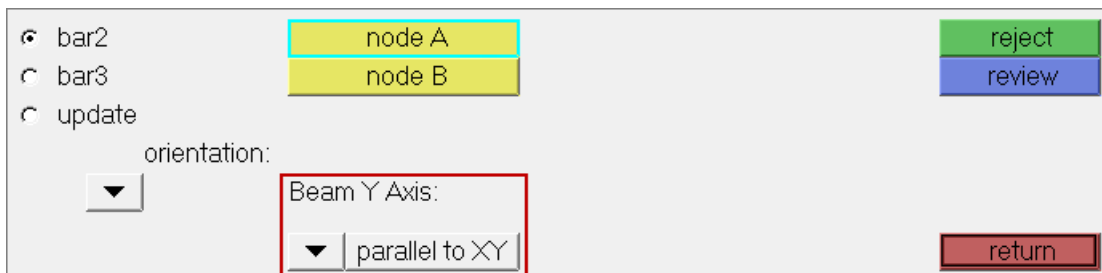 bar2 node A reject
bar3 node B review
update
orientation:
Beam Y Axis:
parallel to XY return